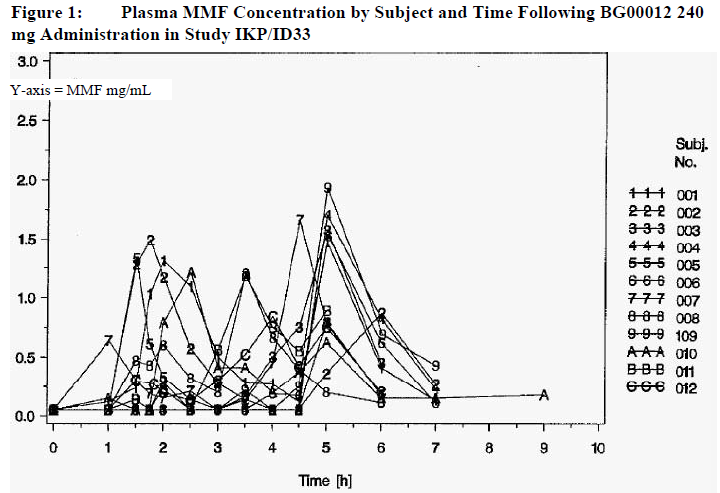 Figure 1: Plasma MMF Concentration by Subject and Time Following BG00012 240
mg Administration in Study IKP/ID33
3.0
Y-axis = MMF mg/mL
2.5
2.0
1.5
1.0
0.5
0.0
0 1 2 3 4 5 6 7 8 9 10
Time [h]
Subj.
No.
1 1 1 001
2 2 2 002
3 3 3 003
4 4 4 004
5 5 5 005
6 6 6 006
7 7 7 007
8 8 8 008
9 9 9 109
A A A 010
B B B 011
C C C 012